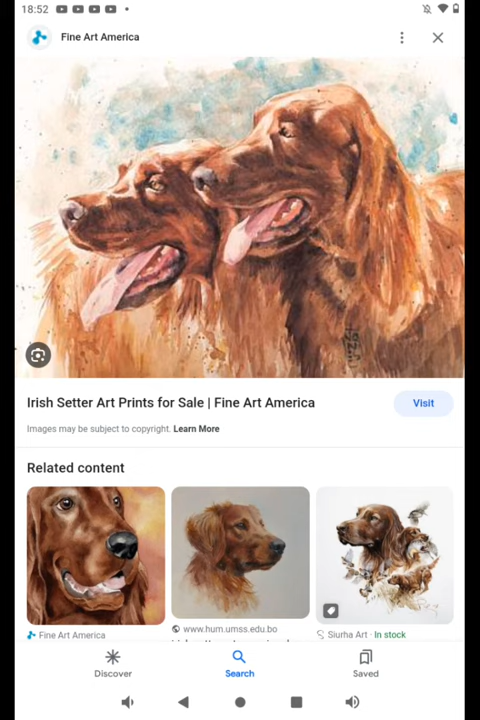 18:52
Fine Art America
Irish Setter Art Prints for Sale | Fine Art America
Visit
Images may be subject to copyright. Learn More
Related content
Fine Art America
www.hum.umss.edu.bo
Siurha Art · In stock
Discover
Search
Saved